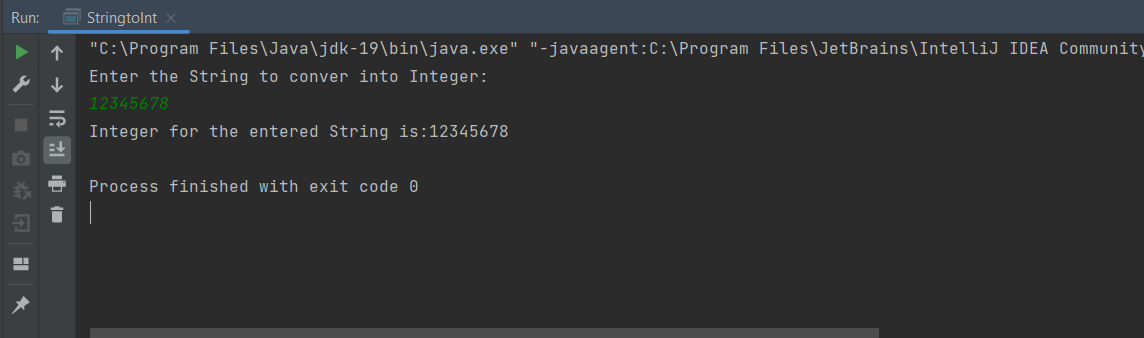 Run: StringtoInt
"C:\Program Files\Java\jdk-19\bin\java.exe" "-javaagent:C:\Program Files\JetBrains\IntelliJ IDEA Community
Enter the String to conver into Integer:
12345678
Integer for the entered String is:12345678
Process finished with exit code 0